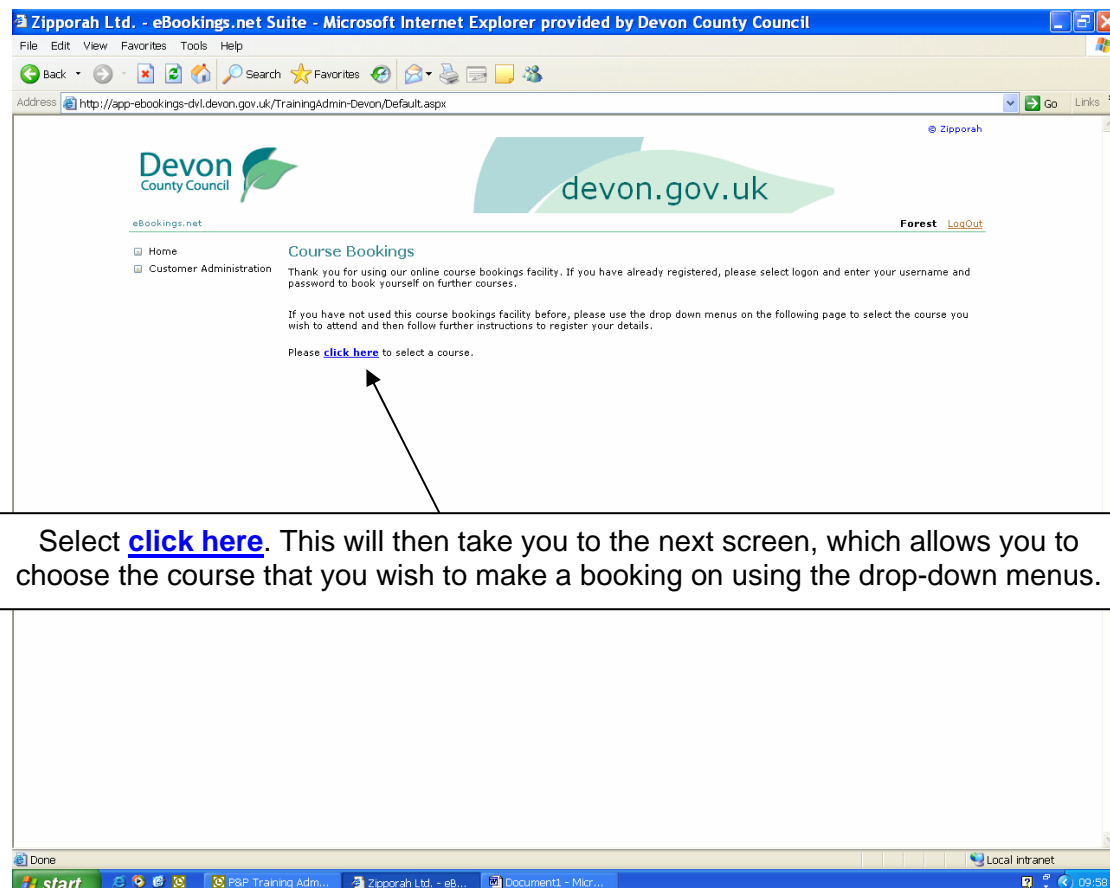 Zipporah Ltd. - eBookings.net Suite - Microsoft Internet Explorer provided by Devon County Council
File Edit View Favorites Tools Help
Back Search Favorites
Address http://app-ebookings-dvl.devon.gov.uk/TrainingAdmin-Devon/Default.aspx Go Links
© Zipporah
Devon
County Council
devon.gov.uk
eBookings.net Forest LogOut
Home
Customer Administration
Course Bookings
Thank you for using our online course bookings facility. If you have already registered, please select logon and enter your username and
password to book yourself on further courses.
If you have not used this course bookings facility before, please use the drop down menus on the following page to select the course you
wish to attend and then follow further instructions to register your details.
Please click here to select a course.
Select click here. This will then take you to the next screen, which allows you to
choose the course that you wish to make a booking on using the drop-down menus.
Done Local intranet
start P&P Training Adm... Zipporah Ltd. - eB... Document1 - Micr... 09:58